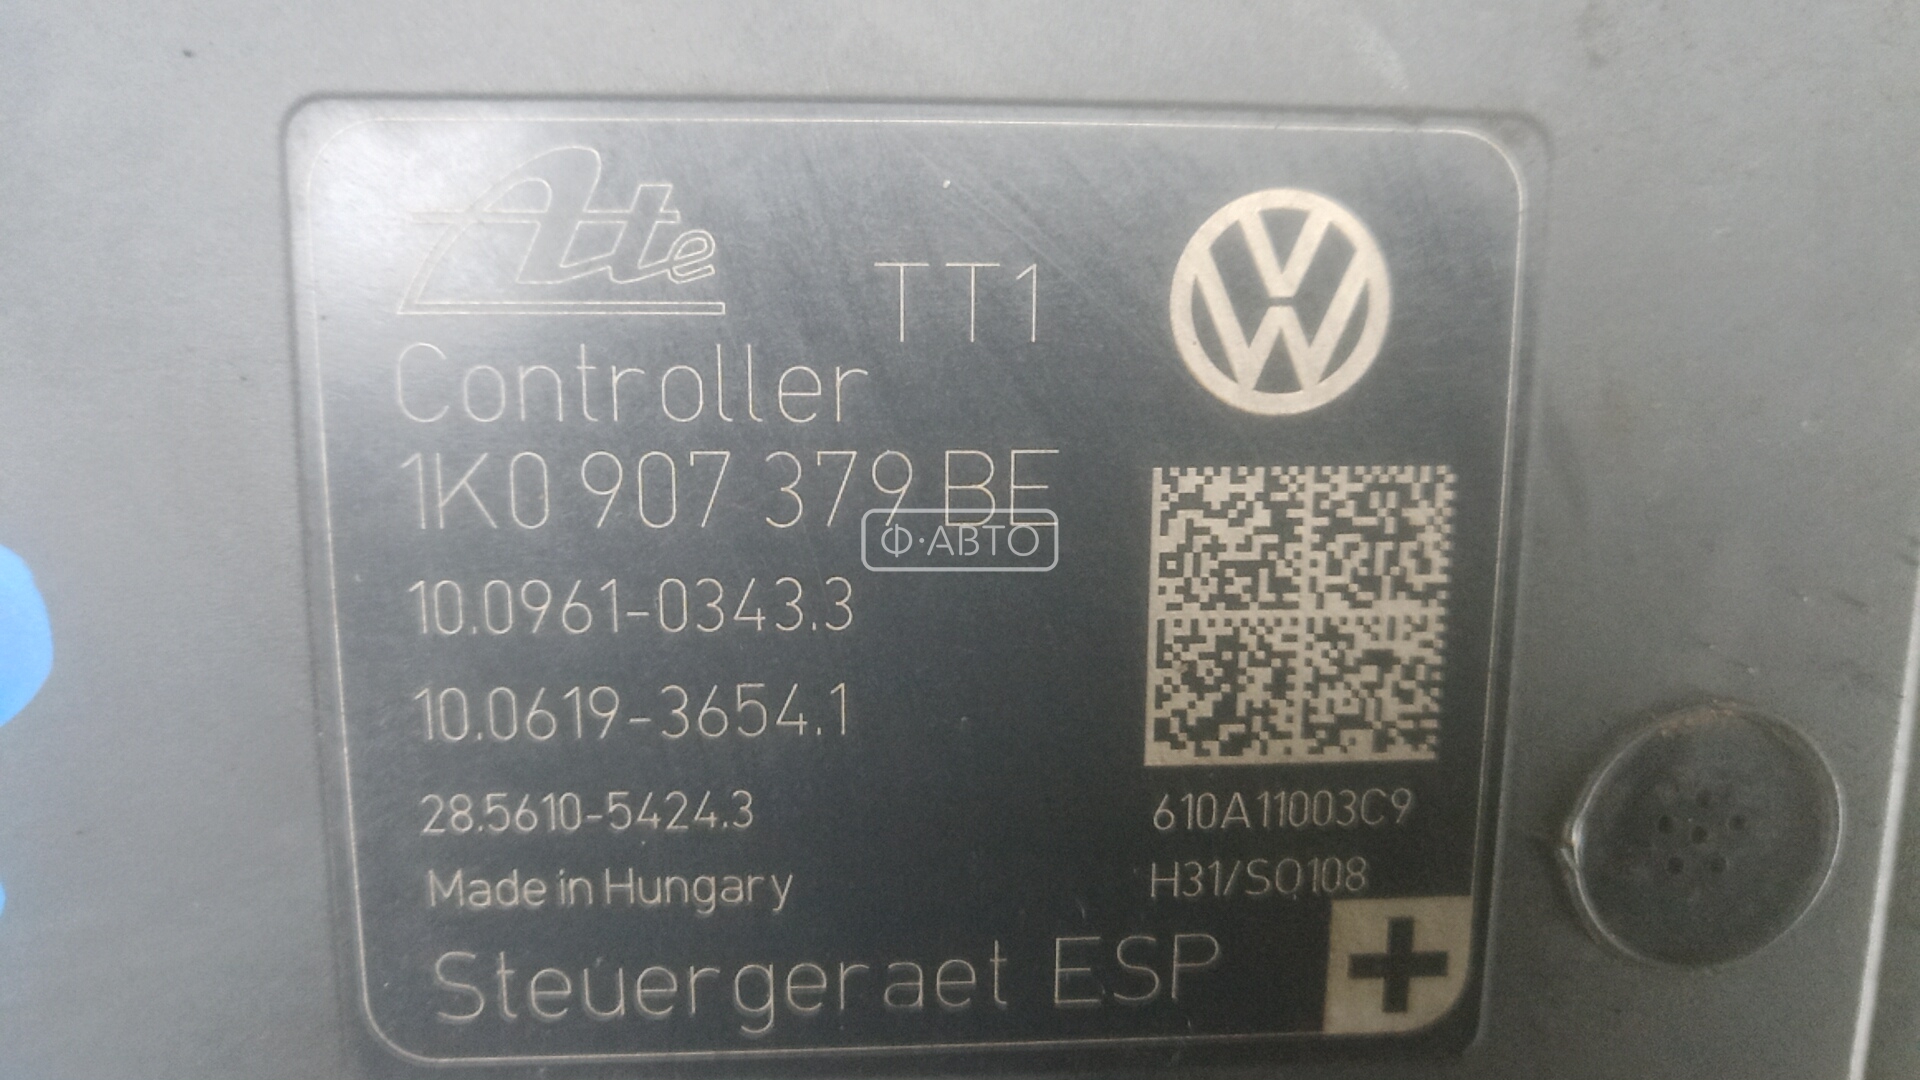 Ate
TT1
Controller
1K0 907 379 BE
Ф·АВТО
10.0961-0343.3
10.0619-3654.1
28.5610-5424.3
610A11003C9
Made in Hungary
H31/SQ108
Steuergeraet ESP